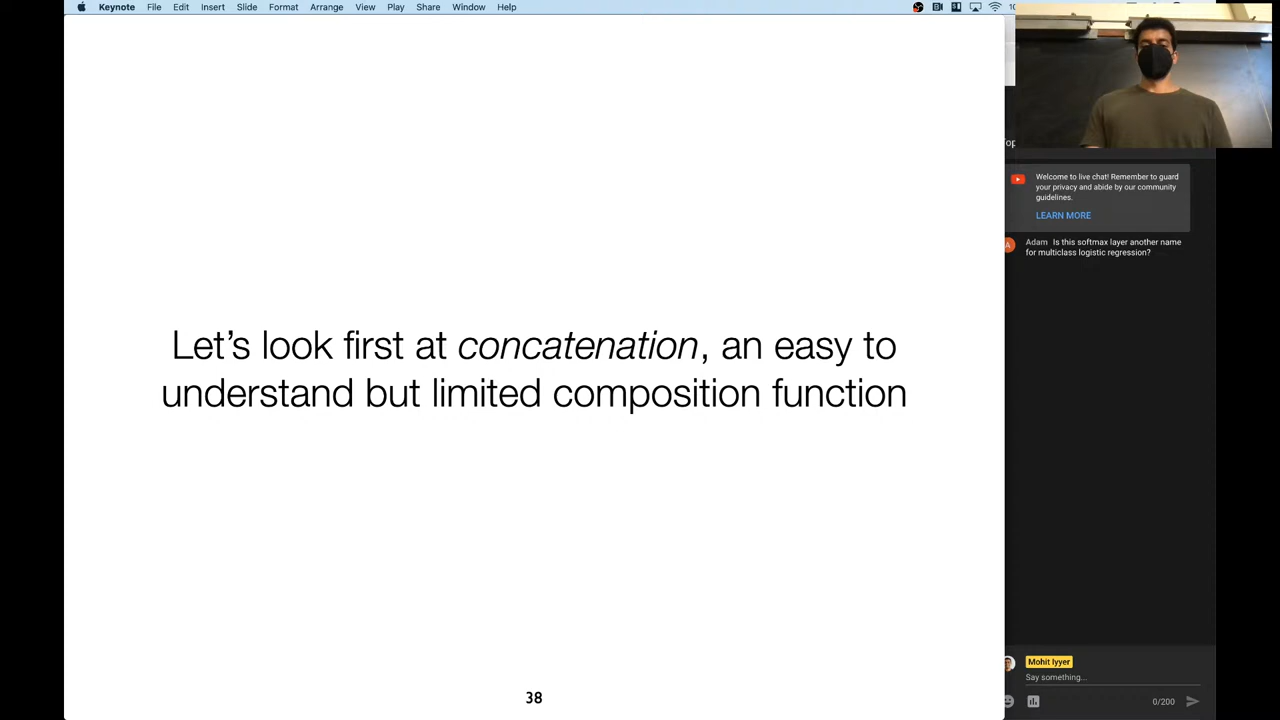 Keynote File Edit Insert Slide Format Arrange View Play Share Window Help
Let's look first at concatenation, an easy to
understand but limited composition function
38
Welcome to live chat! Remember to guard
your privacy and abide by our community
guidelines.
LEARN MORE
Adam Is this softmax layer another name
for multiclass logistic regression?
Mohit Iyyer
Say something...
0/200